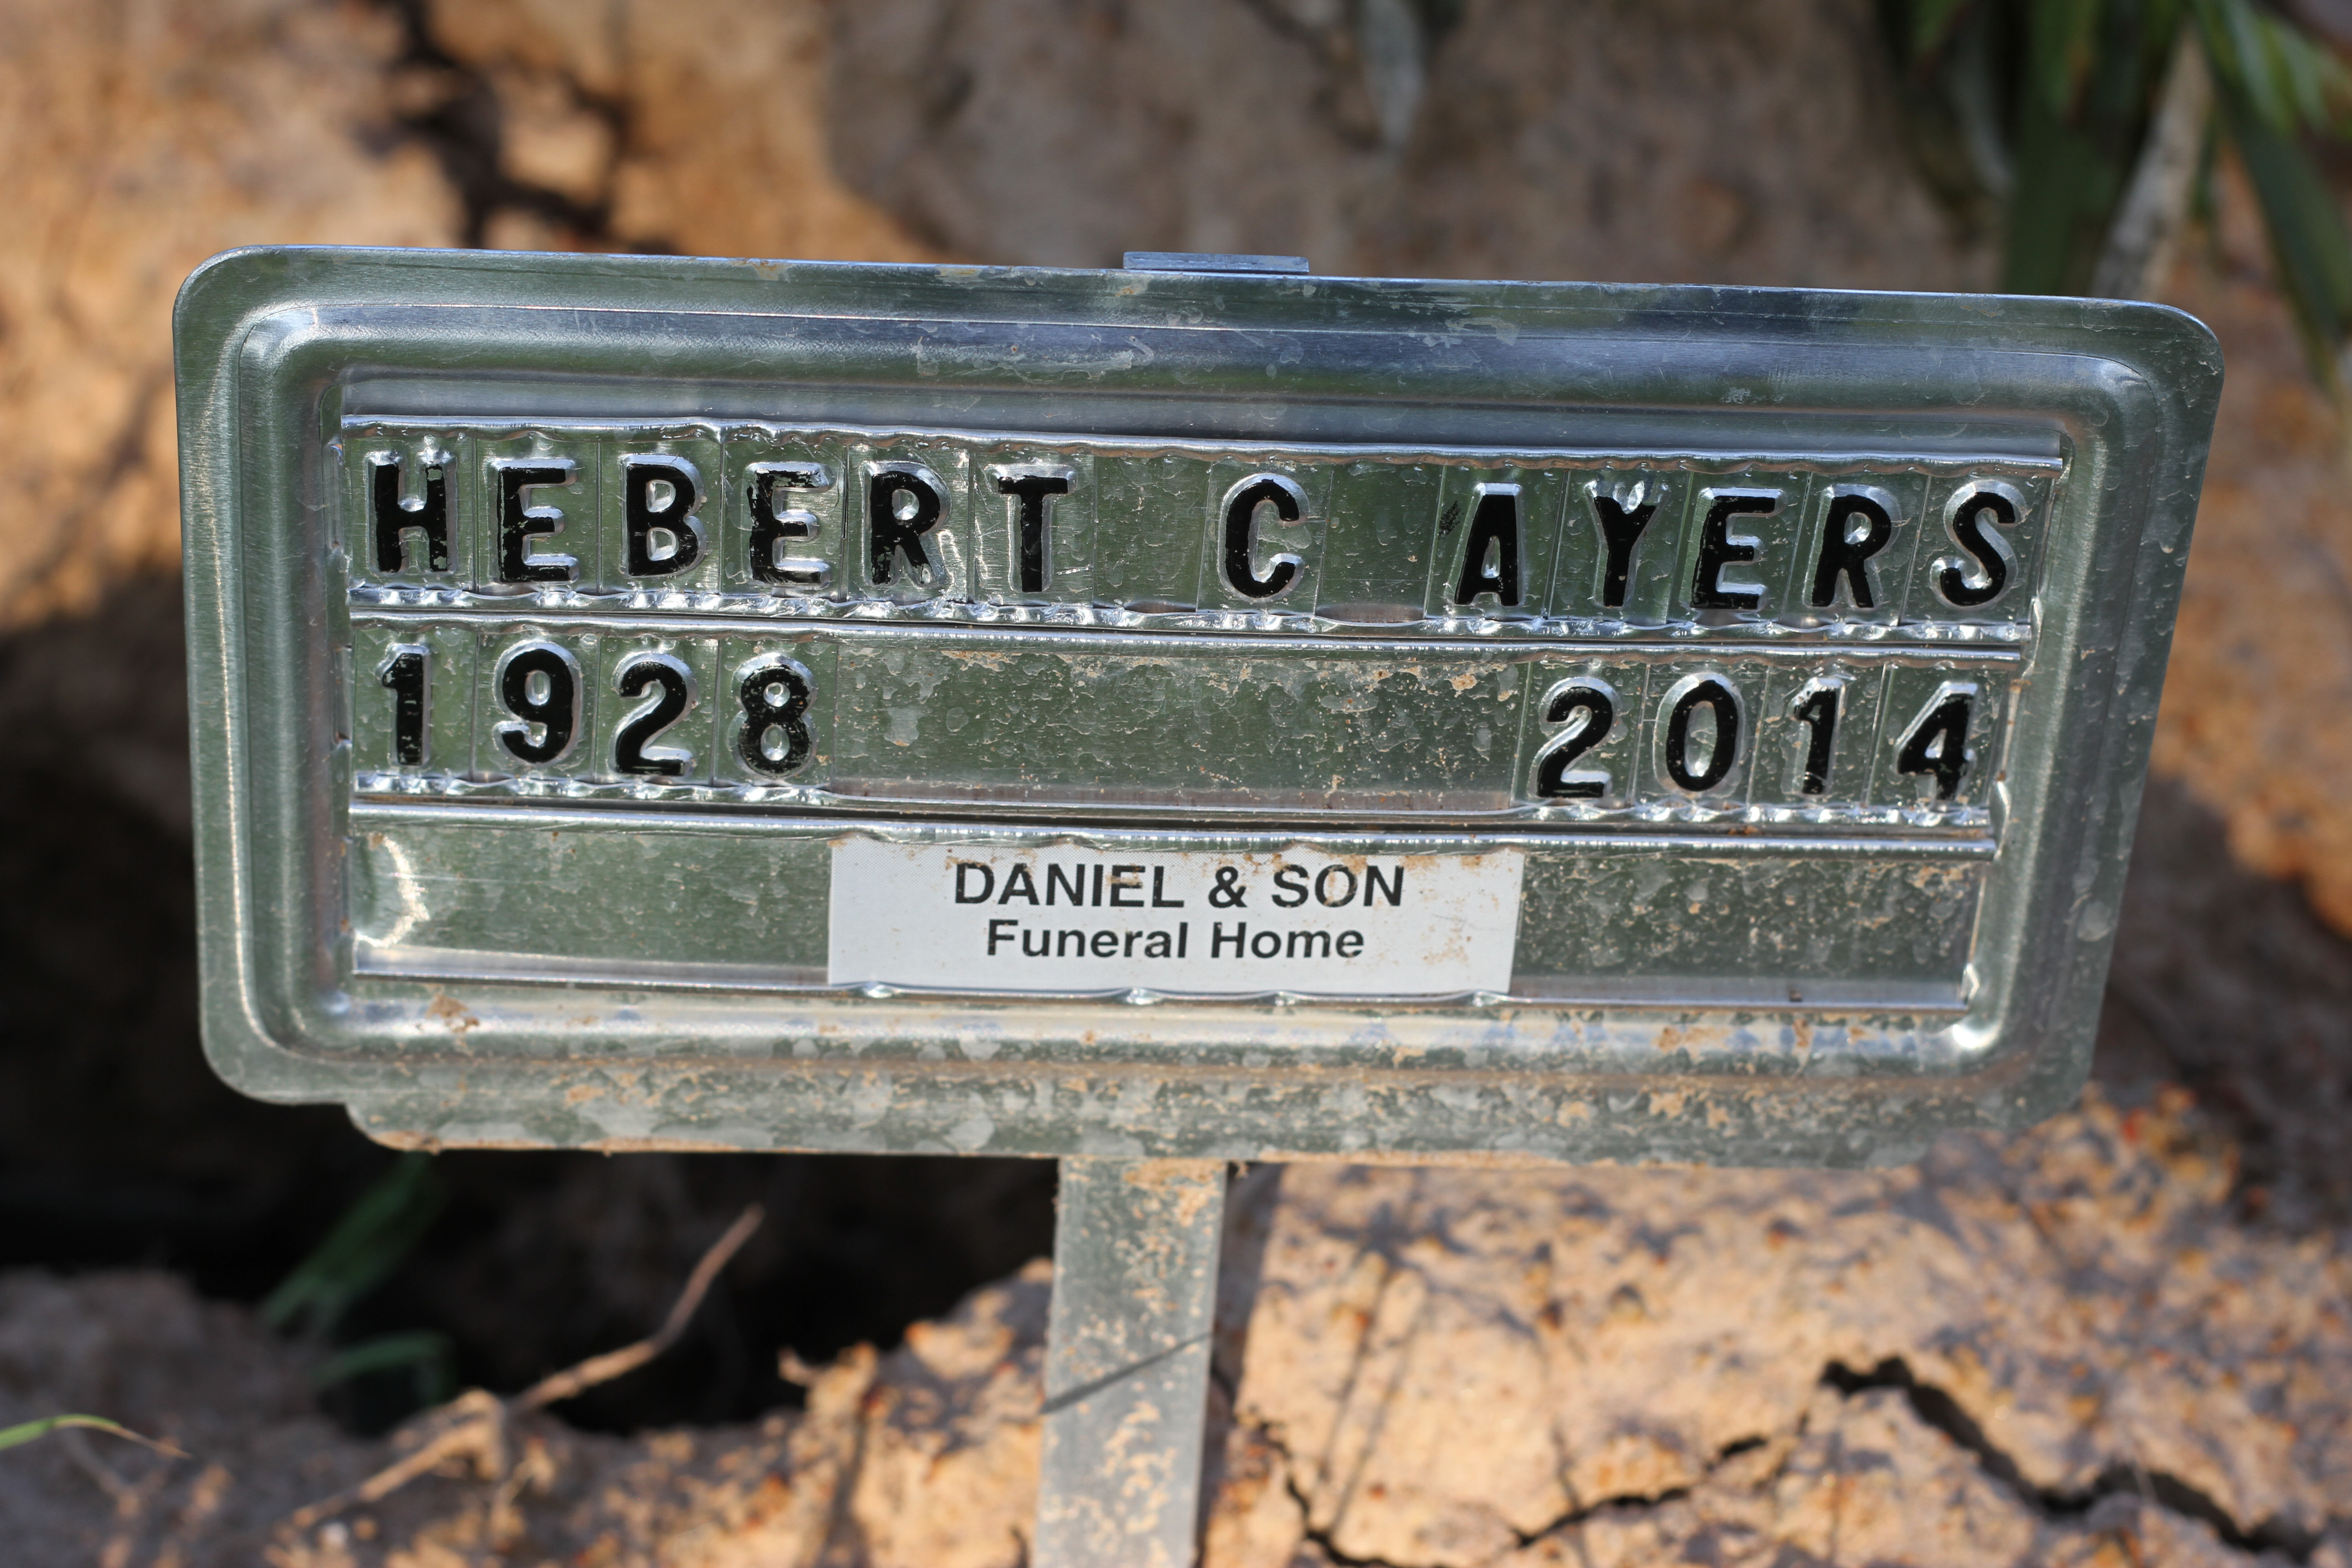 HEBERT C AYERS
1928 2014
DANIEL & SON
Funeral Home